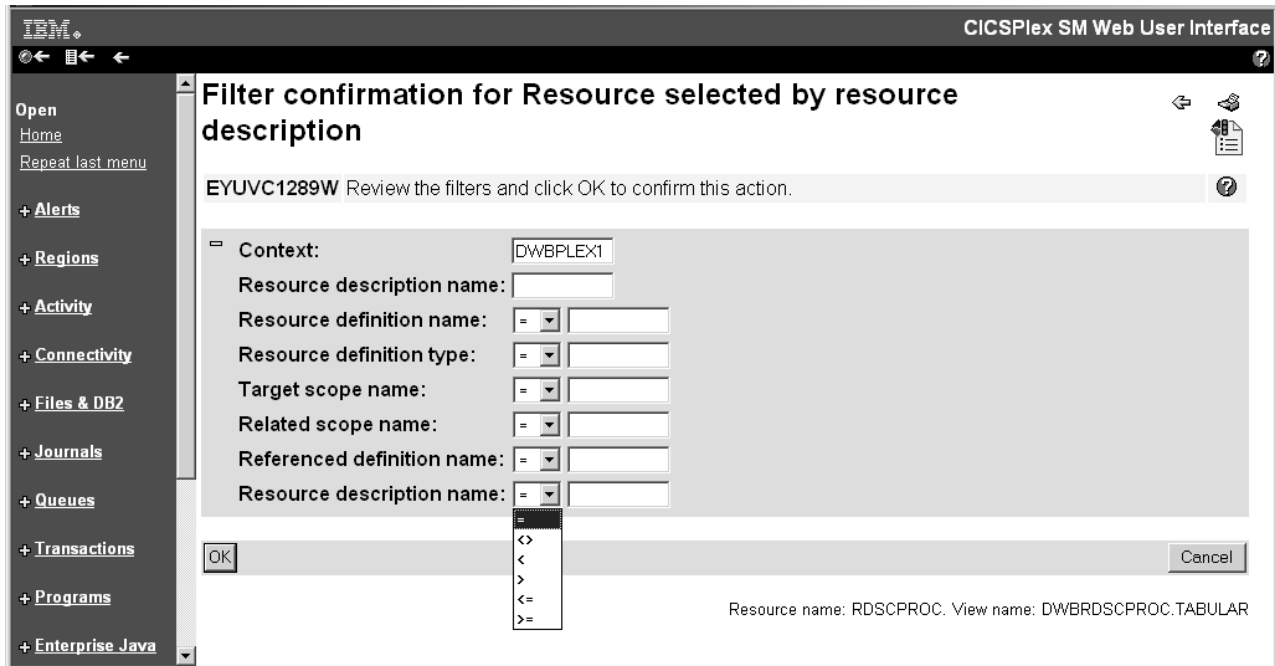 IBM.
CICSPlex SM Web User Interface
Open
Home
Repeat last menu
+ Alerts
+ Regions
+ Activity
+ Connectivity
+ Files & DB2
+ Journals
+ Queues
+ Transactions
+ Programs
+ Enterprise Java
Filter confirmation for Resource selected by resource
description
EYUVC1289W Review the filters and click OK to confirm this action.
Context: DWBPLEX1
Resource description name:
Resource definition name: =
Resource definition type: =
Target scope name: =
Related scope name: =
Referenced definition name: =
Resource description name: =
=
<>
<
>
<=
>=
OK
Cancel
Resource name: RDSCPROC. View name: DWBRDSCPROC.TABULAR